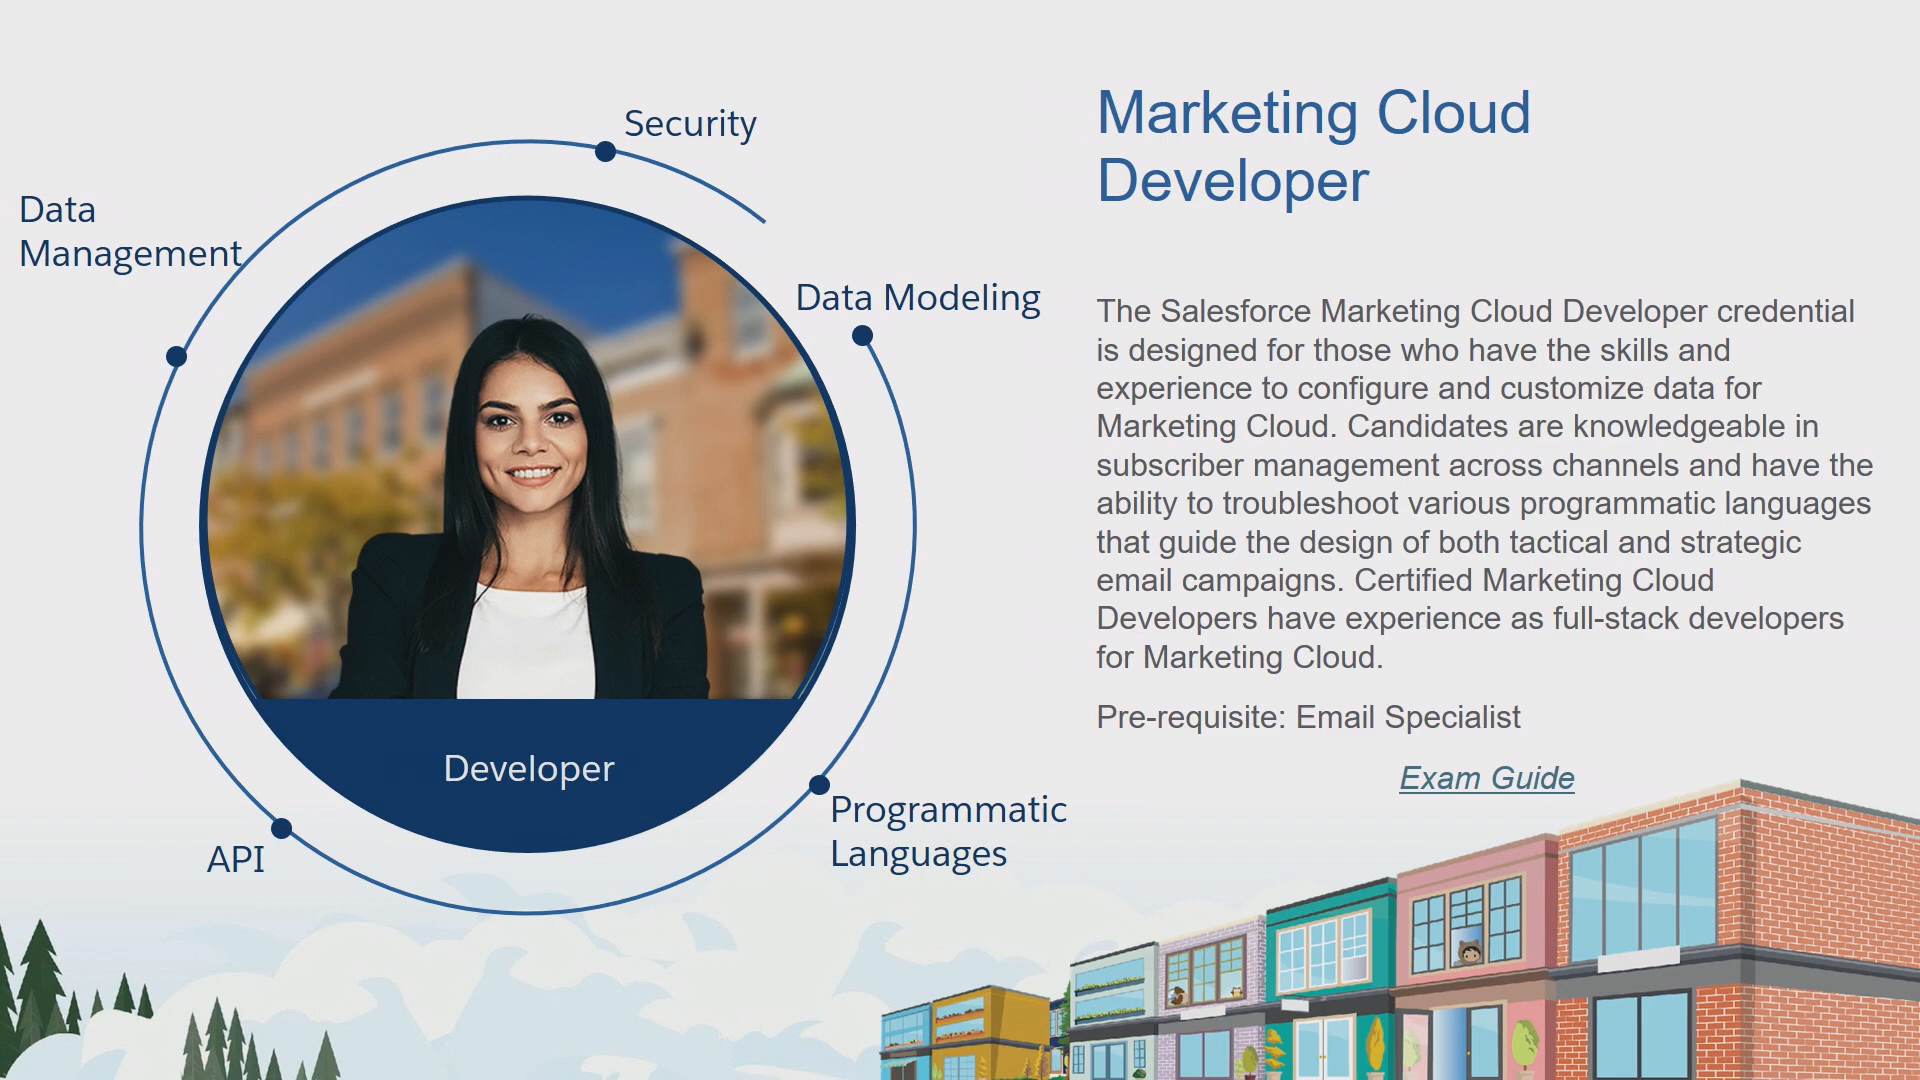 Security
Data
Management
Data Modeling
Developer
API
Programmatic
Languages
Marketing Cloud
Developer
The Salesforce Marketing Cloud Developer credential
is designed for those who have the skills and
experience to configure and customize data for
Marketing Cloud. Candidates are knowledgeable in
subscriber management across channels and have the
ability to troubleshoot various programmatic languages
that guide the design of both tactical and strategic
email campaigns. Certified Marketing Cloud
Developers have experience as full-stack developers
for Marketing Cloud.
Pre-requisite: Email Specialist
Exam Guide